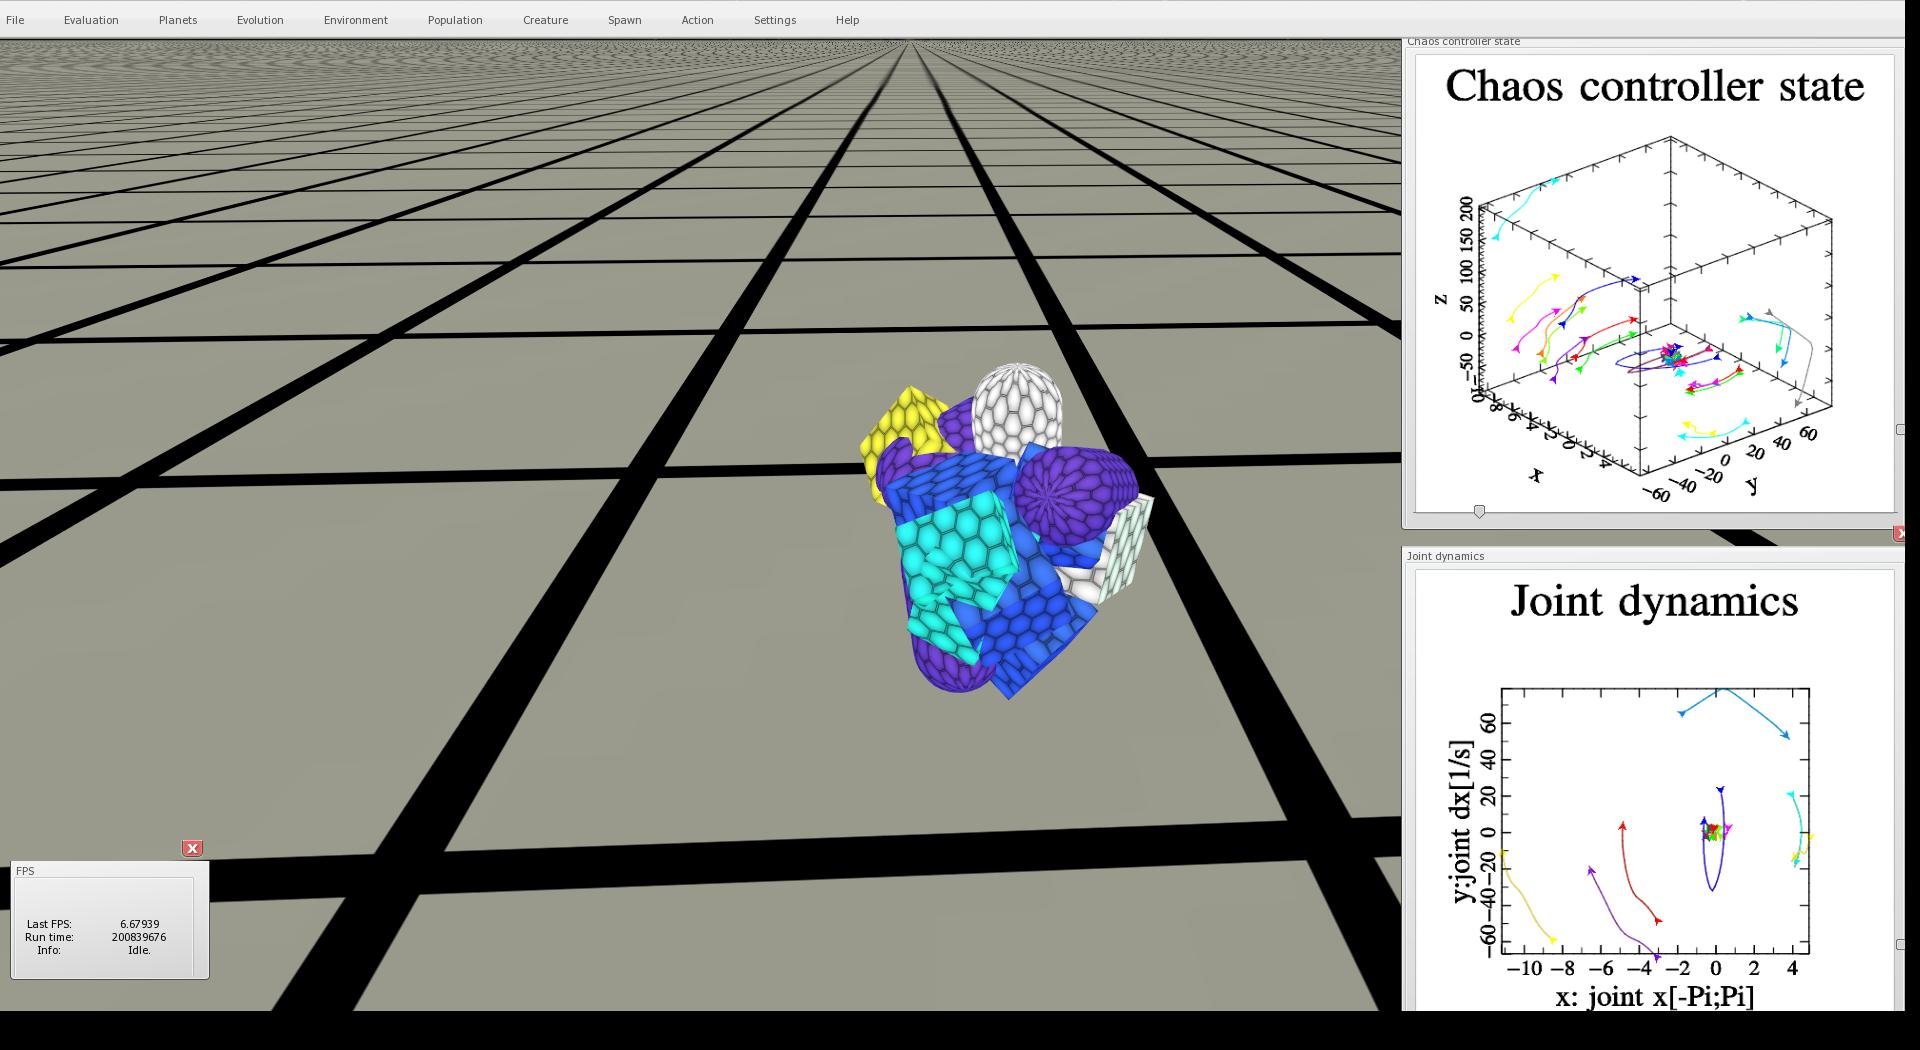 File Evaluation Planets Evolution Environment Population Creature Spawn Action Settings Help
Chaos controller state
Chaos controller state
200
150
100
50
0
−50
−10
−8
−6
−4
−2
0
2
4
x
z
−60
−40
−20
0
20
40
60
y
Joint dynamics
Joint dynamics
60
40
20
0
−20
−40
−60
y:joint dx[1/s]
−10 −8 −6 −4 −2 0 2 4
x: joint x[-Pi;Pi]
x
FPS
Last FPS: 6.67939
Run time: 200839676
Info: Idle.